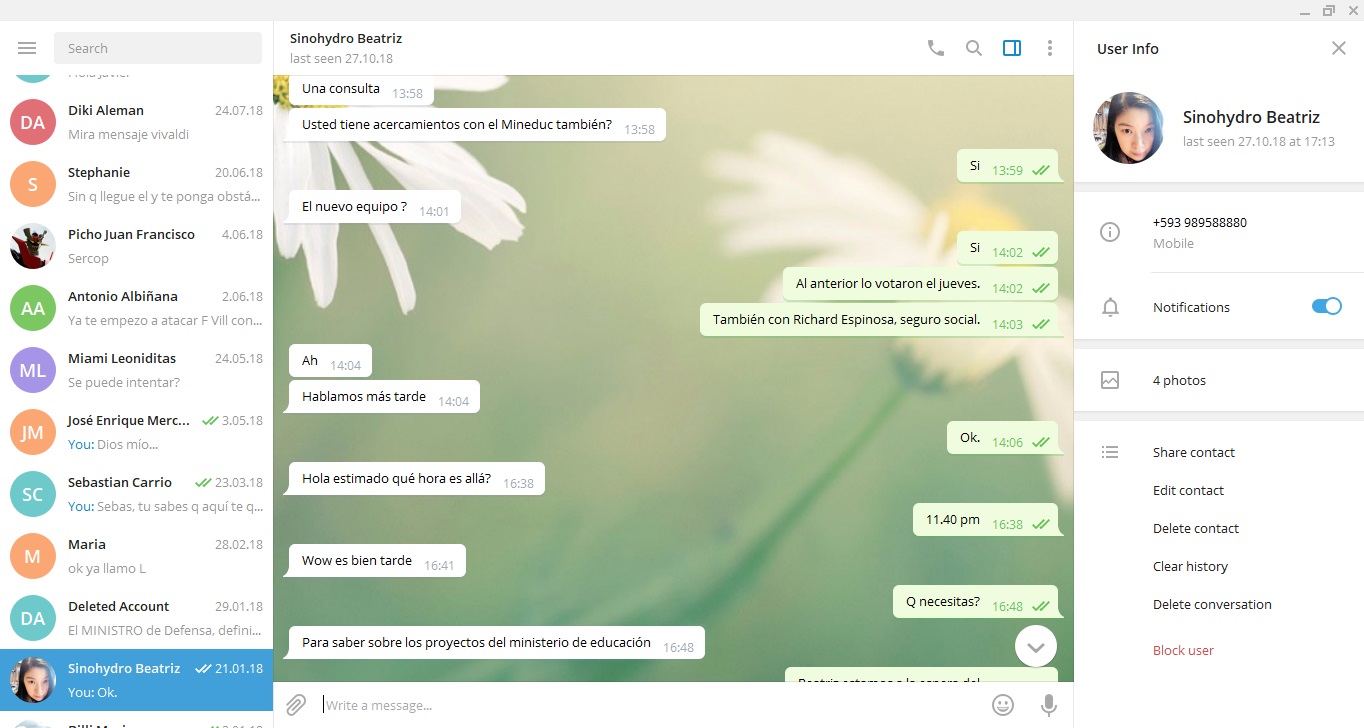 Search
Hola Javier
Diki Aleman 24.07.18
Mira mensaje vivaldi
Stephanie 20.06.18
Sin q llegue el y te ponga obstá...
Picho Juan Francisco 4.06.18
Sercop
Antonio Albiñana 2.06.18
Ya te empezo a atacar F Vill con...
Miami Leoniditas 24.05.18
Se puede intentar?
José Enrique Merc... 3.05.18
You: Dios mío...
Sebastian Carrio 23.03.18
You: Sebas, tu sabes q aquí te q...
Maria 28.02.18
ok ya llamo L
Deleted Account 29.01.18
El MINISTRO de Defensa, defini...
Sinohydro Beatriz 21.01.18
You: Ok.
DA
S
AA
ML
JM
SC
M
DA
Sinohydro Beatriz
last seen 27.10.18
Una consulta 13:58
Usted tiene acercamientos con el Mineduc también? 13:58
Si 13:59
El nuevo equipo ? 14:01
Si 14:02
Al anterior lo votaron el jueves. 14:02
También con Richard Espinosa, seguro social. 14:03
Ah 14:04
Hablamos más tarde 14:04
Ok. 14:06
Hola estimado qué hora es allá? 16:38
11.40 pm 16:38
Wow es bien tarde 16:41
Q necesitas? 16:48
Para saber sobre los proyectos del ministerio de educación 16:48
Beatriz estamos a la espera del
Write a message...
User Info
Sinohydro Beatriz
last seen 27.10.18 at 17:13
+593 989588880
Mobile
Notifications
4 photos
Share contact
Edit contact
Delete contact
Clear history
Delete conversation
Block user